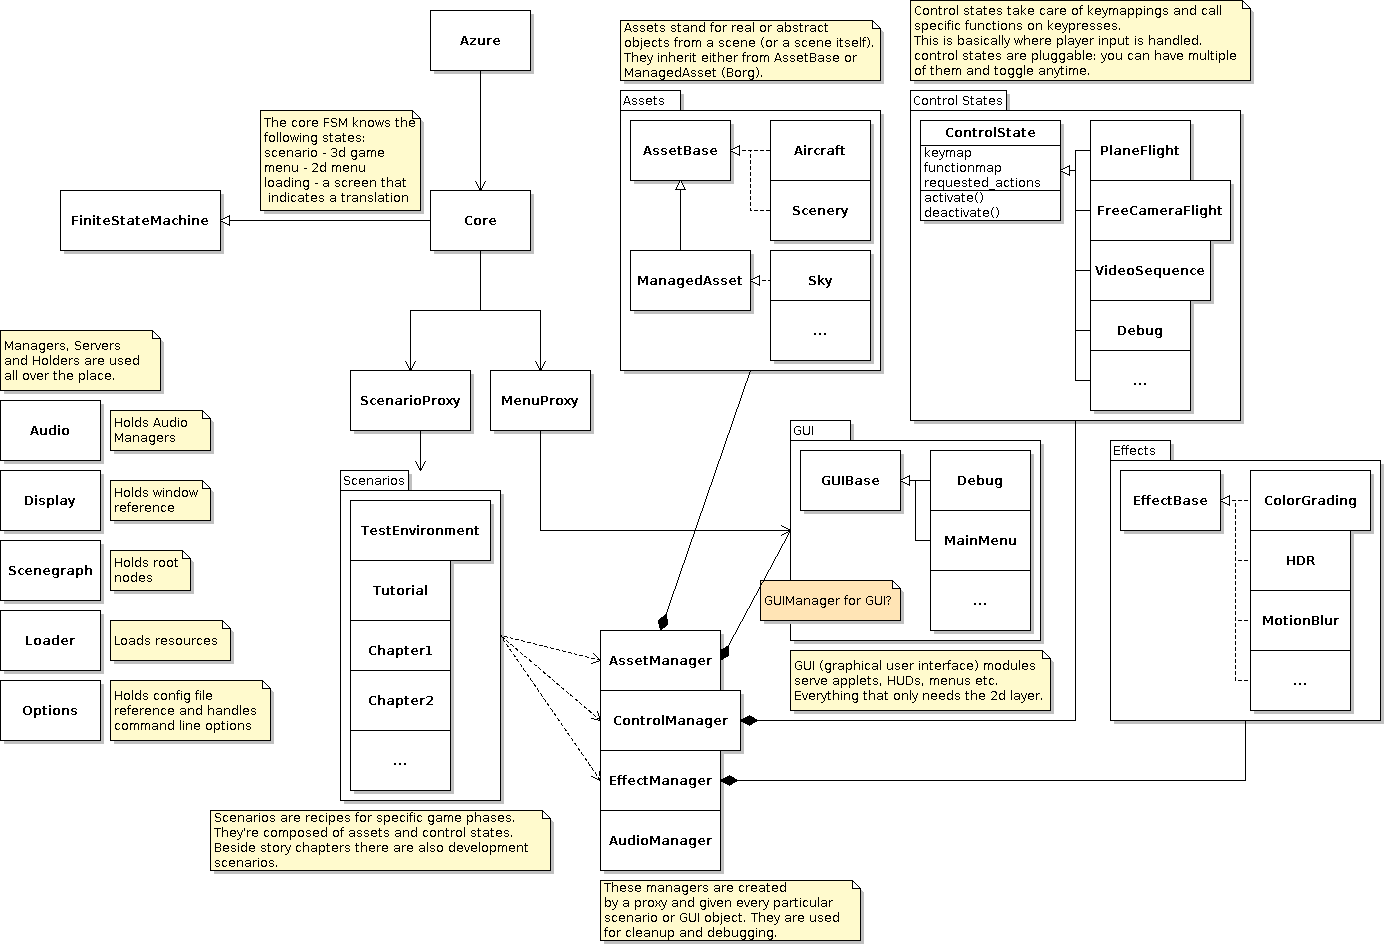 Azure
The core FSM knows the
following states:
scenario - 3d game
menu - 2d menu
loading - a screen that
indicates a translation
FiniteStateMachine
Core
ScenarioProxy
MenuProxy
Managers, Servers
and Holders are used
all over the place.
Audio
Holds Audio
Managers
Display
Holds window
reference
Scenegraph
Holds root
nodes
Loader
Loads resources
Options
Holds config file
reference and handles
command line options
Scenarios
TestEnvironment
Tutorial
Chapter1
Chapter2
...
Scenarios are recipes for specific game phases.
They're composed of assets and control states.
Beside story chapters there are also development
scenarios.
Assets stand for real or abstract
objects from a scene (or a scene itself).
They inherit either from AssetBase or
ManagedAsset (Borg).
Assets
AssetBase
Aircraft
Scenery
ManagedAsset
Sky
...
Control states take care of keymappings and call
specific functions on keypresses.
This is basically where player input is handled.
control states are pluggable: you can have multiple
of them and toggle anytime.
Control States
ControlState
keymap
functionmap
requested_actions
activate()
deactivate()
PlaneFlight
FreeCameraFlight
VideoSequence
Debug
...
GUI
GUIBase
Debug
MainMenu
...
GUIManager for GUI?
GUI (graphical user interface) modules
serve applets, HUDs, menus etc.
Everything that only needs the 2d layer.
Effects
EffectBase
ColorGrading
HDR
MotionBlur
...
AssetManager
ControlManager
EffectManager
AudioManager
These managers are created
by a proxy and given every particular
scenario or GUI object. They are used
for cleanup and debugging.